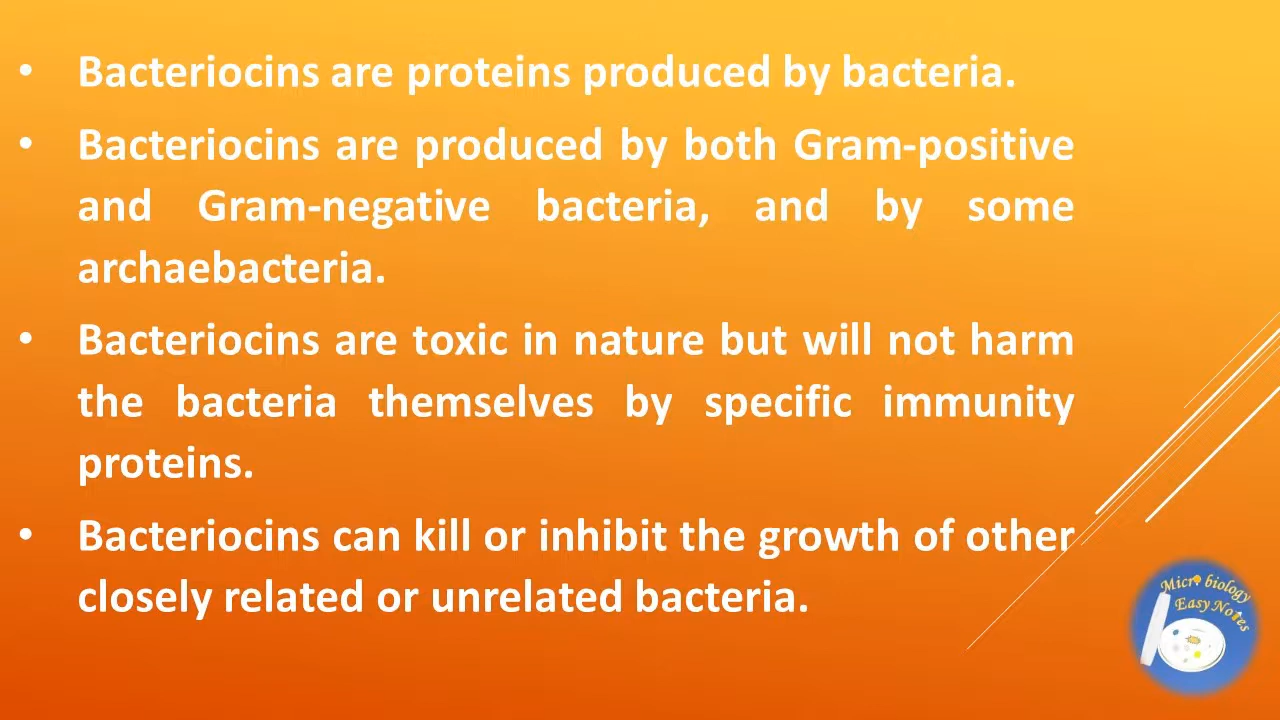 • Bacteriocins are proteins produced by bacteria.
• Bacteriocins are produced by both Gram-positive
and Gram-negative bacteria, and by some
archaebacteria.
• Bacteriocins are toxic in nature but will not harm
the bacteria themselves by specific immunity
proteins.
• Bacteriocins can kill or inhibit the growth of other
closely related or unrelated bacteria.
Micro biology
Easy Notes